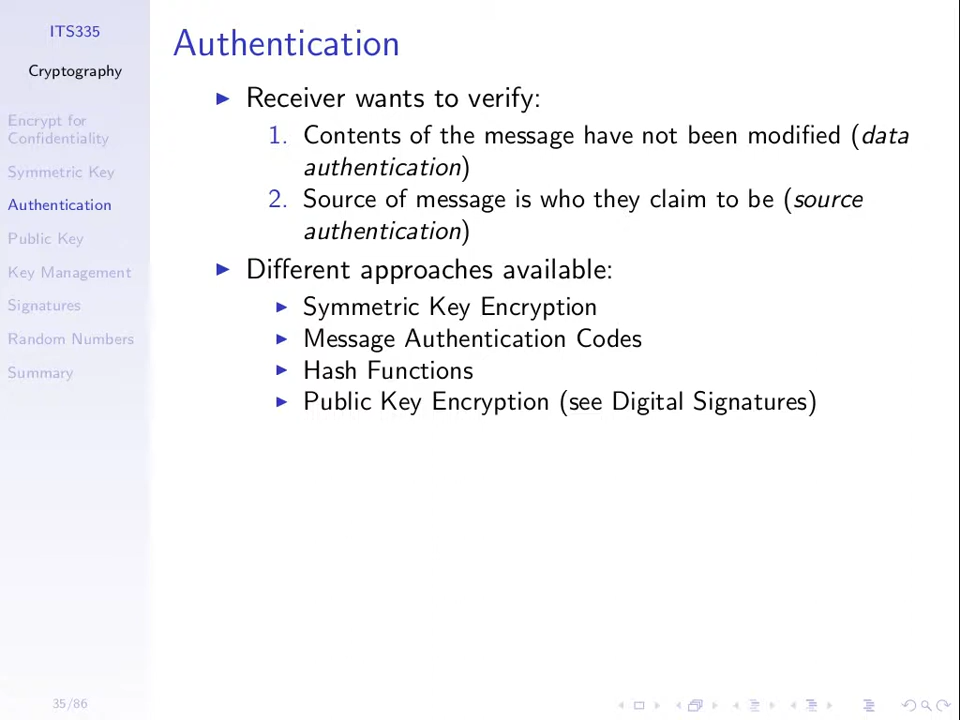 ITS335
Cryptography
Encrypt for
Confidentiality
Symmetric Key
Authentication
Public Key
Key Management
Signatures
Random Numbers
Summary
35/86
Authentication
Receiver wants to verify:
1. Contents of the message have not been modified (data
authentication)
2. Source of message is who they claim to be (source
authentication)
Different approaches available:
Symmetric Key Encryption
Message Authentication Codes
Hash Functions
Public Key Encryption (see Digital Signatures)